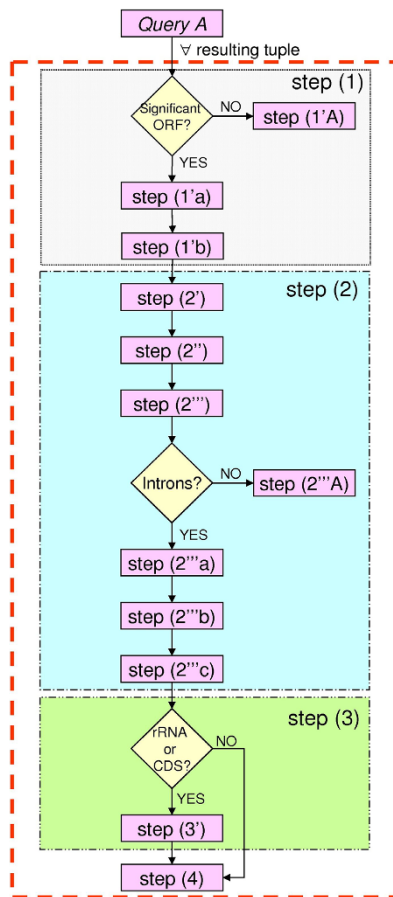 Query A
∀ resulting tuple
step (1)
Significant
ORF?
NO
step (1'A)
YES
step (1'a)
step (1'b)
step (2)
step (2')
step (2'')
step (2''')
Introns?
NO
step (2'''A)
YES
step (2'''a)
step (2'''b)
step (2'''c)
step (3)
rRNA
or
CDS?
NO
YES
step (3')
step (4)